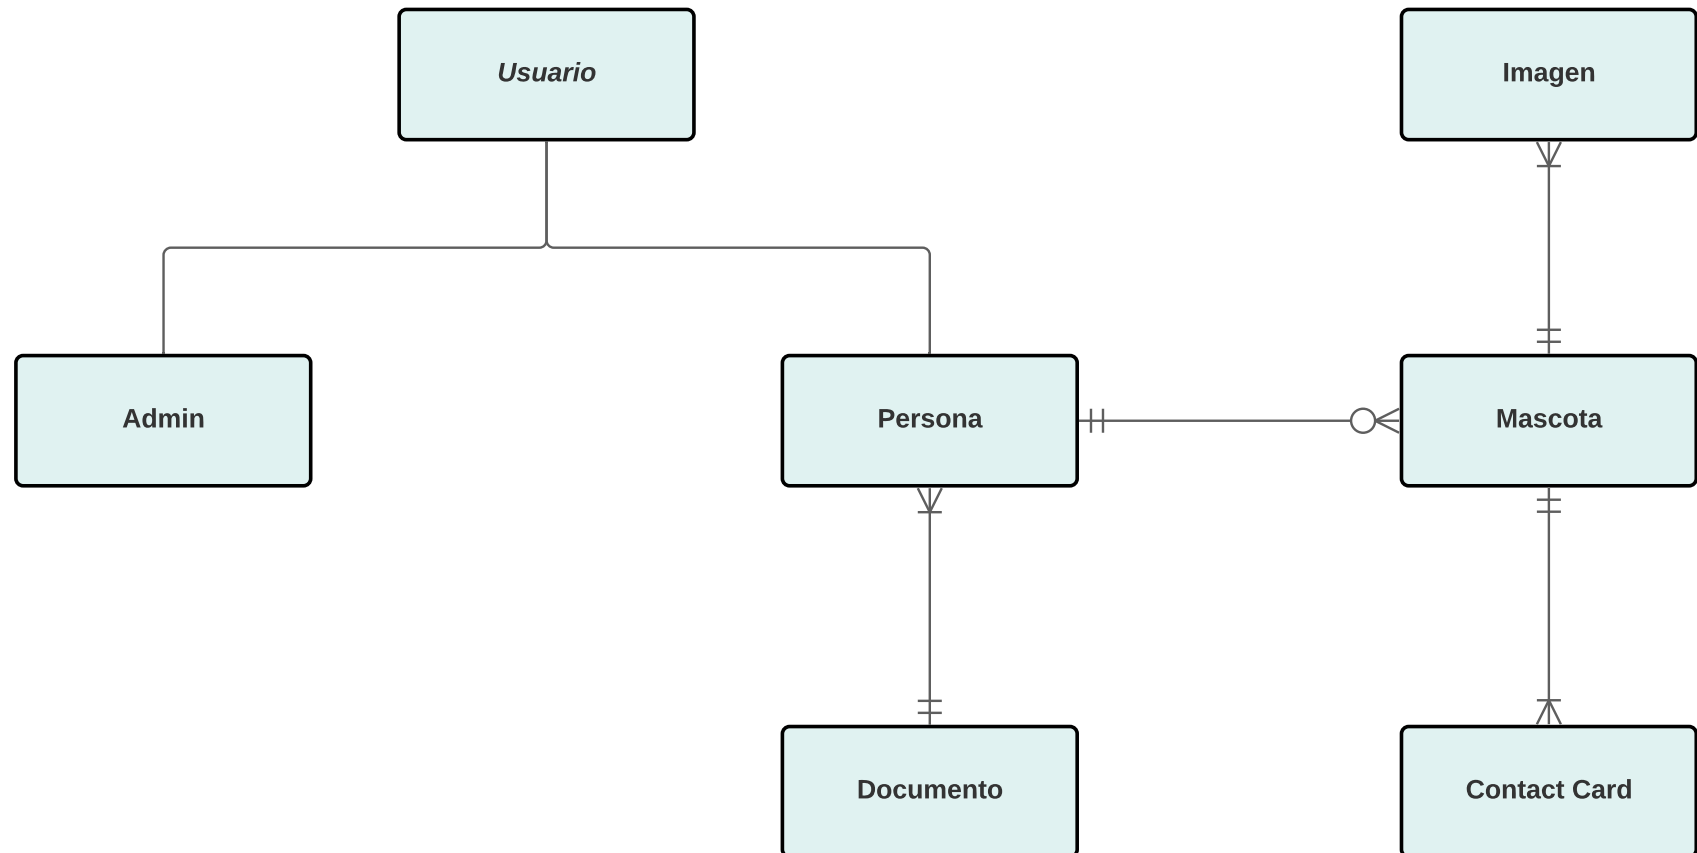 Usuario
Imagen
Admin
Persona
Mascota
Documento
Contact Card